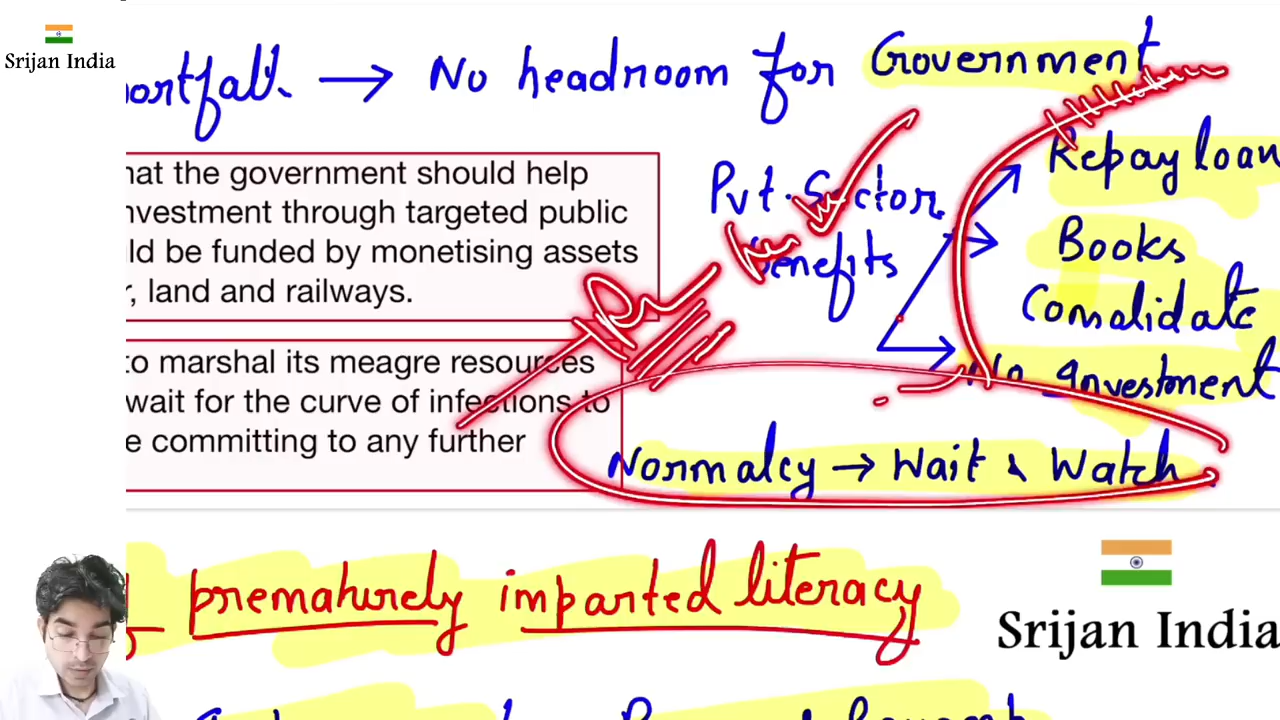 Srijan India
ortfall → No headroom for Government
hat the government should help
nvestment through targeted public
ld be funded by monetising assets
r, land and railways.
Pvt. Sector
Benefits
Repay loan
Books
Consolidate
No Investment
to marshal its meagre resources
wait for the curve of infections to
e committing to any further
Normalcy → Wait & Watch
prematurely imparted literacy
Srijan India